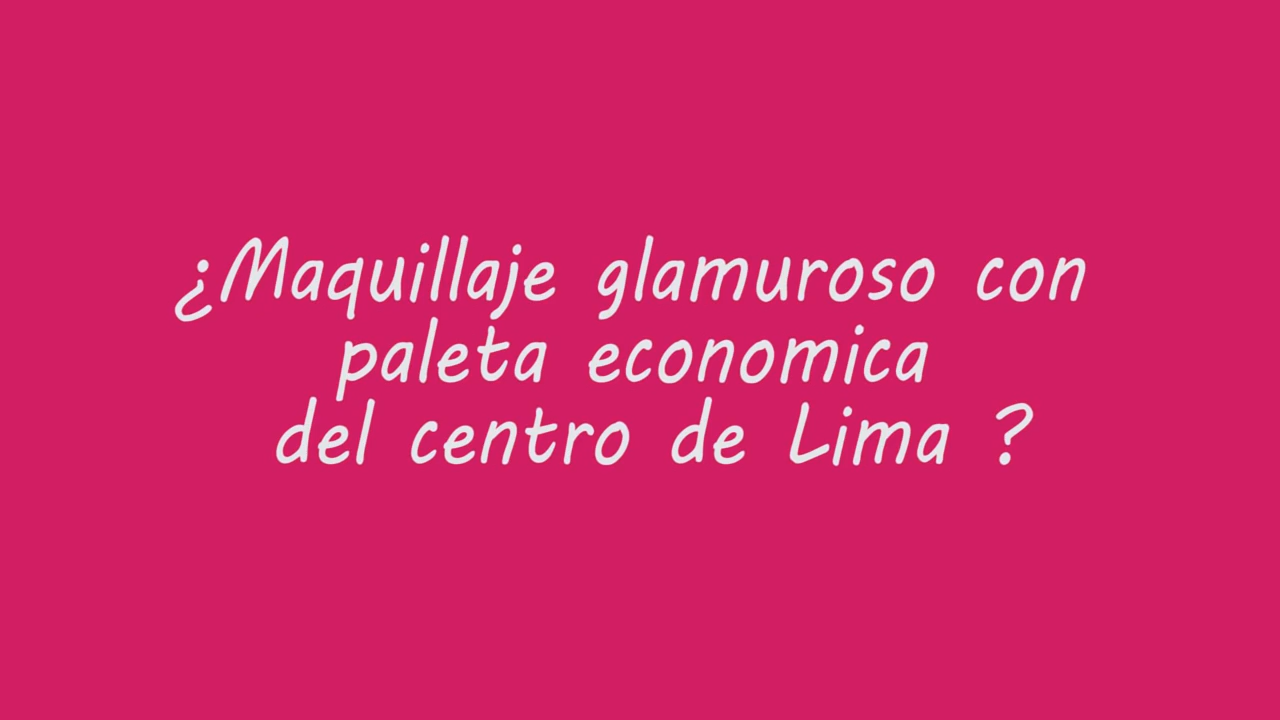 ¿Maquillaje glamuroso con
paleta economica
del centro de Lima ?